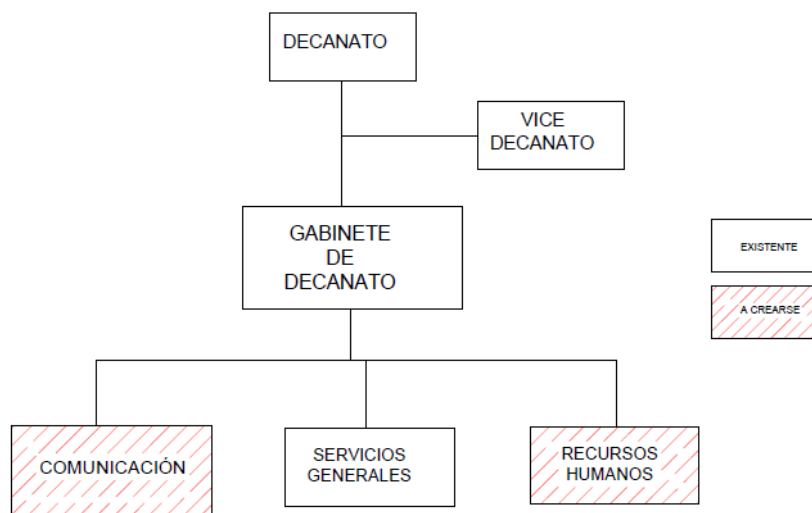 DECANATO
VICE
DECANATO
GABINETE
DE
DECANATO
EXISTENTE
A CREARSE
COMUNICACIÓN
SERVICIOS
GENERALES
RECURSOS
HUMANOS